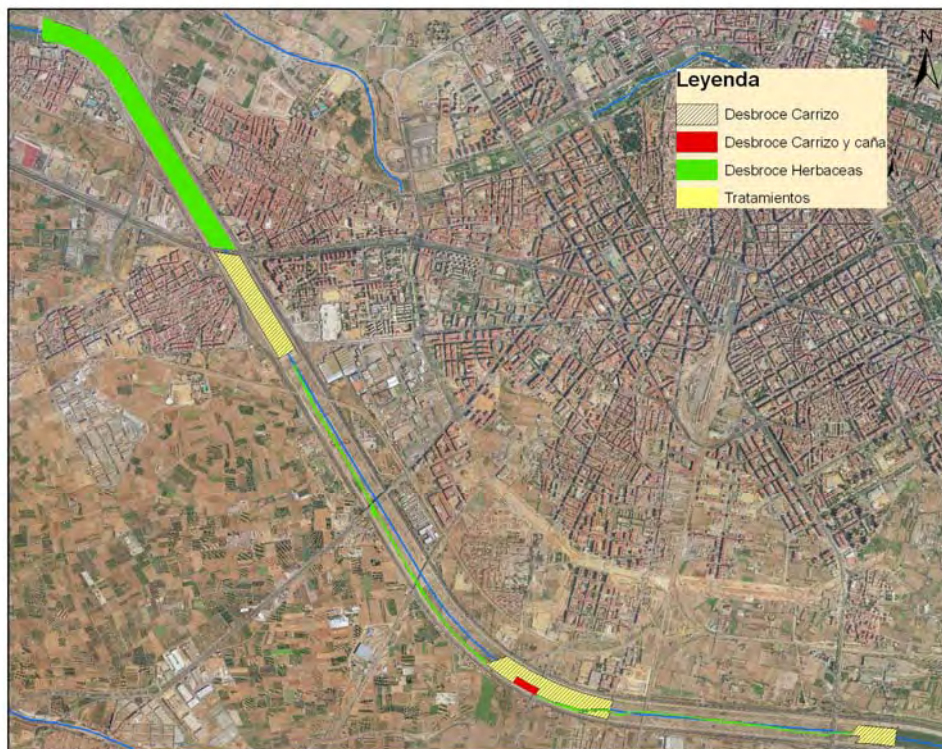 N
Leyenda
Desbroce Carrizo
Desbroce Carrizo y caña
Desbroce Herbaceas
Tratamientos